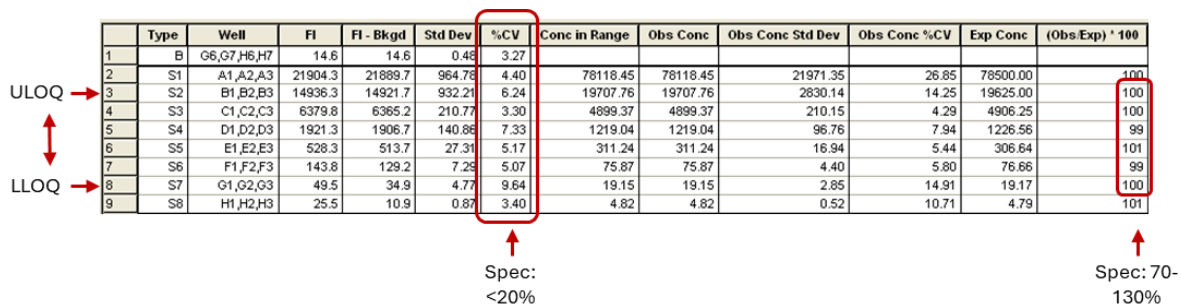 Type Well FI FI - Bkgd Std Dev %CV Conc in Range Obs Conc Obs Conc Std Dev Obs Conc %CV Exp Conc (Obs/Exp) * 100
1 B G6,G7,H6,H7 14.6 14.6 0.48 3.27
2 S1 A1,A2,A3 21904.3 21889.7 964.78 4.40 78118.45 78118.45 21971.35 26.85 78500.00 100
ULOQ 3 S2 B1,B2,B3 14936.3 14921.7 932.21 6.24 19707.76 19707.76 2830.14 14.25 19625.00 100
4 S3 C1,C2,C3 6379.8 6365.2 210.77 3.30 4899.37 4899.37 210.15 4.29 4906.25 100
5 S4 D1,D2,D3 1921.3 1906.7 140.86 7.33 1219.04 1219.04 96.76 7.94 1226.56 99
6 S5 E1,E2,E3 528.3 513.7 27.31 5.17 311.24 311.24 16.94 5.44 306.64 101
7 S6 F1,F2,F3 143.8 129.2 7.29 5.07 75.87 75.87 4.40 5.80 76.66 99
LLOQ 8 S7 G1,G2,G3 49.5 34.9 4.77 9.64 19.15 19.15 2.85 14.91 19.17 100
9 S8 H1,H2,H3 25.5 10.9 0.87 3.40 4.82 4.82 0.52 10.71 4.79 101
Spec:
<20%
Spec: 70-
130%